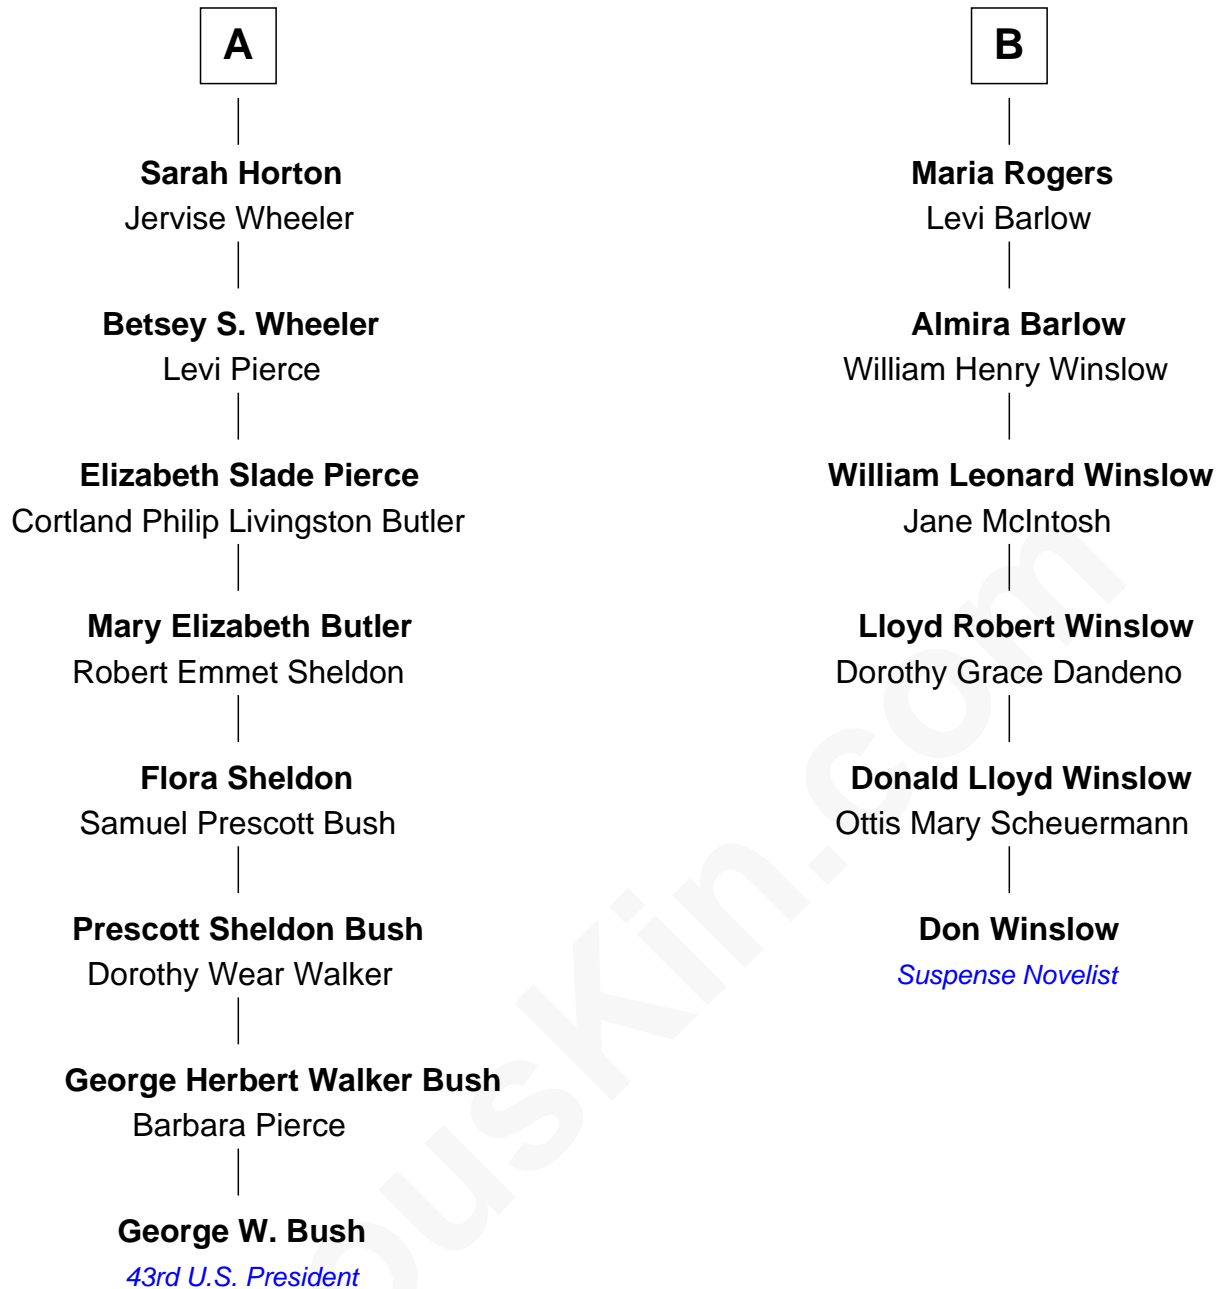 A
Sarah Horton
Jervise Wheeler
Betsey S. Wheeler
Levi Pierce
Elizabeth Slade Pierce
Cortland Philip Livingston Butler
Mary Elizabeth Butler
Robert Emmet Sheldon
Flora Sheldon
Samuel Prescott Bush
Prescott Sheldon Bush
Dorothy Wear Walker
George Herbert Walker Bush
Barbara Pierce
George W. Bush
43rd U.S. President
B
Maria Rogers
Levi Barlow
Almira Barlow
William Henry Winslow
William Leonard Winslow
Jane McIntosh
Lloyd Robert Winslow
Dorothy Grace Dandeno
Donald Lloyd Winslow
Ottis Mary Scheuermann
Don Winslow
Suspense Novelist
ousKin.com